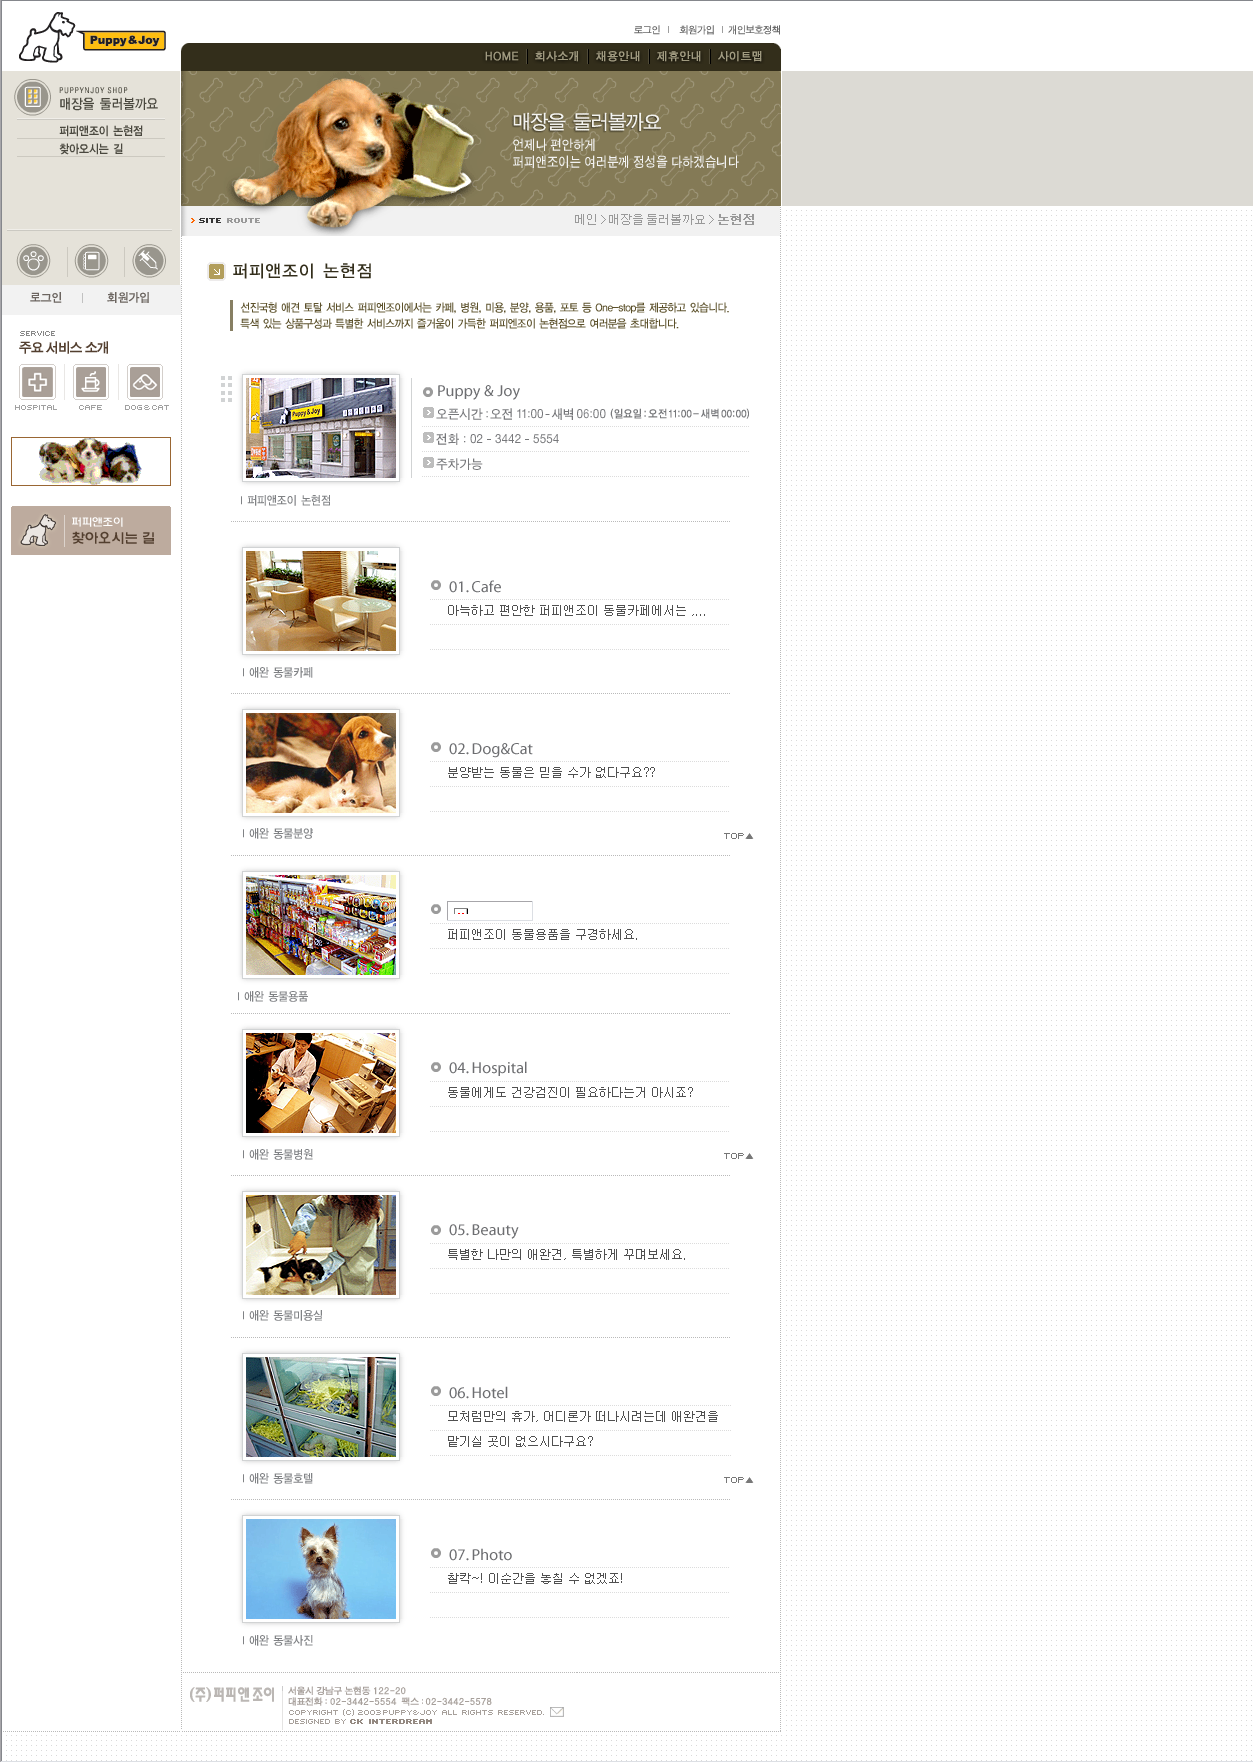 Puppy & Joy
로그인
회원가입
개인보호정책
HOME
회사소개
채용안내
제휴안내
사이트맵
PUPPYNJOY SHOP
매장을 둘러볼까요
퍼피앤조이 논현점
찾아오시는 길
매장을 둘러볼까요
언제나 편안하게
퍼피앤조이는 여러분께 정성을 다하겠습니다
SITE ROUTE
메인 >매장을 둘러볼까요 > 논현점
로그인
회원가입
SERVICE
주요 서비스 소개
HOSPITAL
CAFE
DOG&CAT
퍼피앤조이
찾아오시는 길
퍼피앤조이 논현점
선진국형 애견 토탈 서비스 퍼피엔조이에서는 카페, 병원, 미용, 분양, 용품, 포토 등 One-stop를 제공하고 있습니다.
특색 있는 상품구성과 특별한 서비스까지 즐거움이 가득한 퍼피엔조이 논현점으로 여러분을 초대합니다.
Puppy & Joy
Puppy & Joy
오픈시간 : 오전 11:00 - 새벽 06:00 (일요일 : 오전11:00 – 새벽 00:00)
전화 : 02 - 3442 - 5554
주차가능
퍼피앤조이 논현점
01. Cafe
아늑하고 편안한 퍼피앤조이 동물카페에서는 ....
애완 동물카페
02. Dog&Cat
분양받는 동물은 믿을 수가 없다구요??
애완 동물분양
TOP▲
퍼피앤조이 동물용품을 구경하세요.
애완 동물용품
04. Hospital
동물에게도 건강검진이 필요하다는거 아시죠?
애완 동물병원
TOP▲
05. Beauty
특별한 나만의 애완견, 특별하게 꾸며보세요.
애완 동물미용실
06. Hotel
모처럼만의 휴가, 어디론가 떠나시려는데 애완견을
맡기실 곳이 없으시다구요?
애완 동물호텔
TOP▲
07. Photo
찰칵~! 이순간을 놓칠 수 없겠죠!
애완 동물사진
(주)퍼피앤조이
서울시 강남구 논현동 122-20
대표전화 : 02-3442-5554 팩스 : 02-3442-5578
COPYRIGHT (C) 2003 PUPPY&JOY ALL RIGHTS RESERVED.
DESIGNED BY CK INTERDREAM